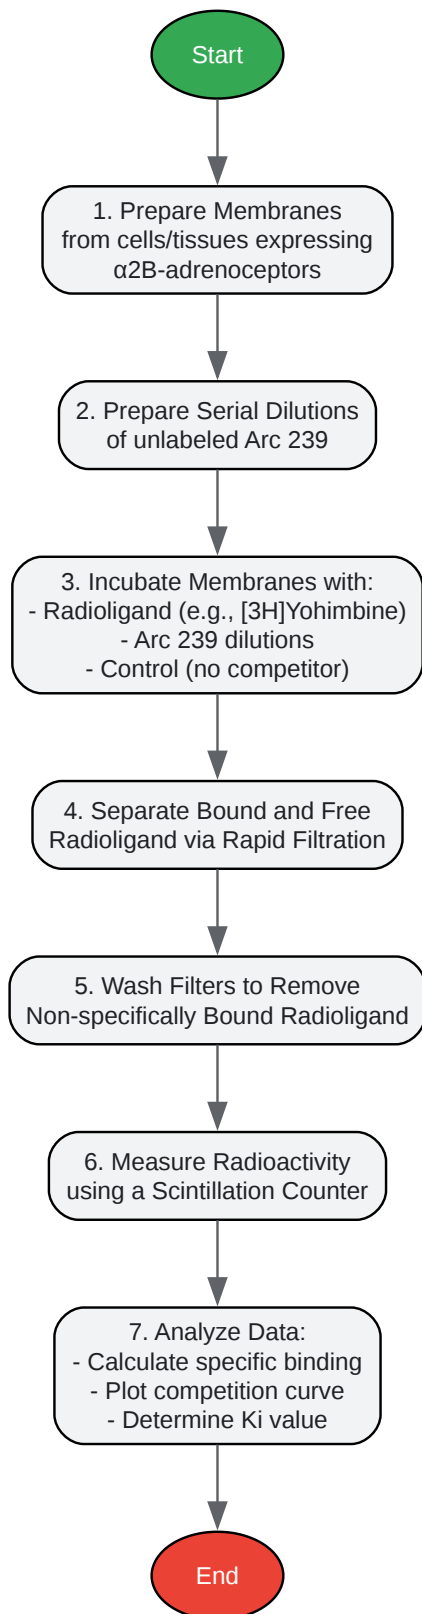 Start
1. Prepare Membranes
from cells/tissues expressing
α2B-adrenoceptors
2. Prepare Serial Dilutions
of unlabeled Arc 239
3. Incubate Membranes with:
- Radioligand (e.g., [3H]Yohimbine)
- Arc 239 dilutions
- Control (no competitor)
4. Separate Bound and Free
Radioligand via Rapid Filtration
5. Wash Filters to Remove
Non-specifically Bound Radioligand
6. Measure Radioactivity
using a Scintillation Counter
7. Analyze Data:
- Calculate specific binding
- Plot competition curve
- Determine Ki value
End